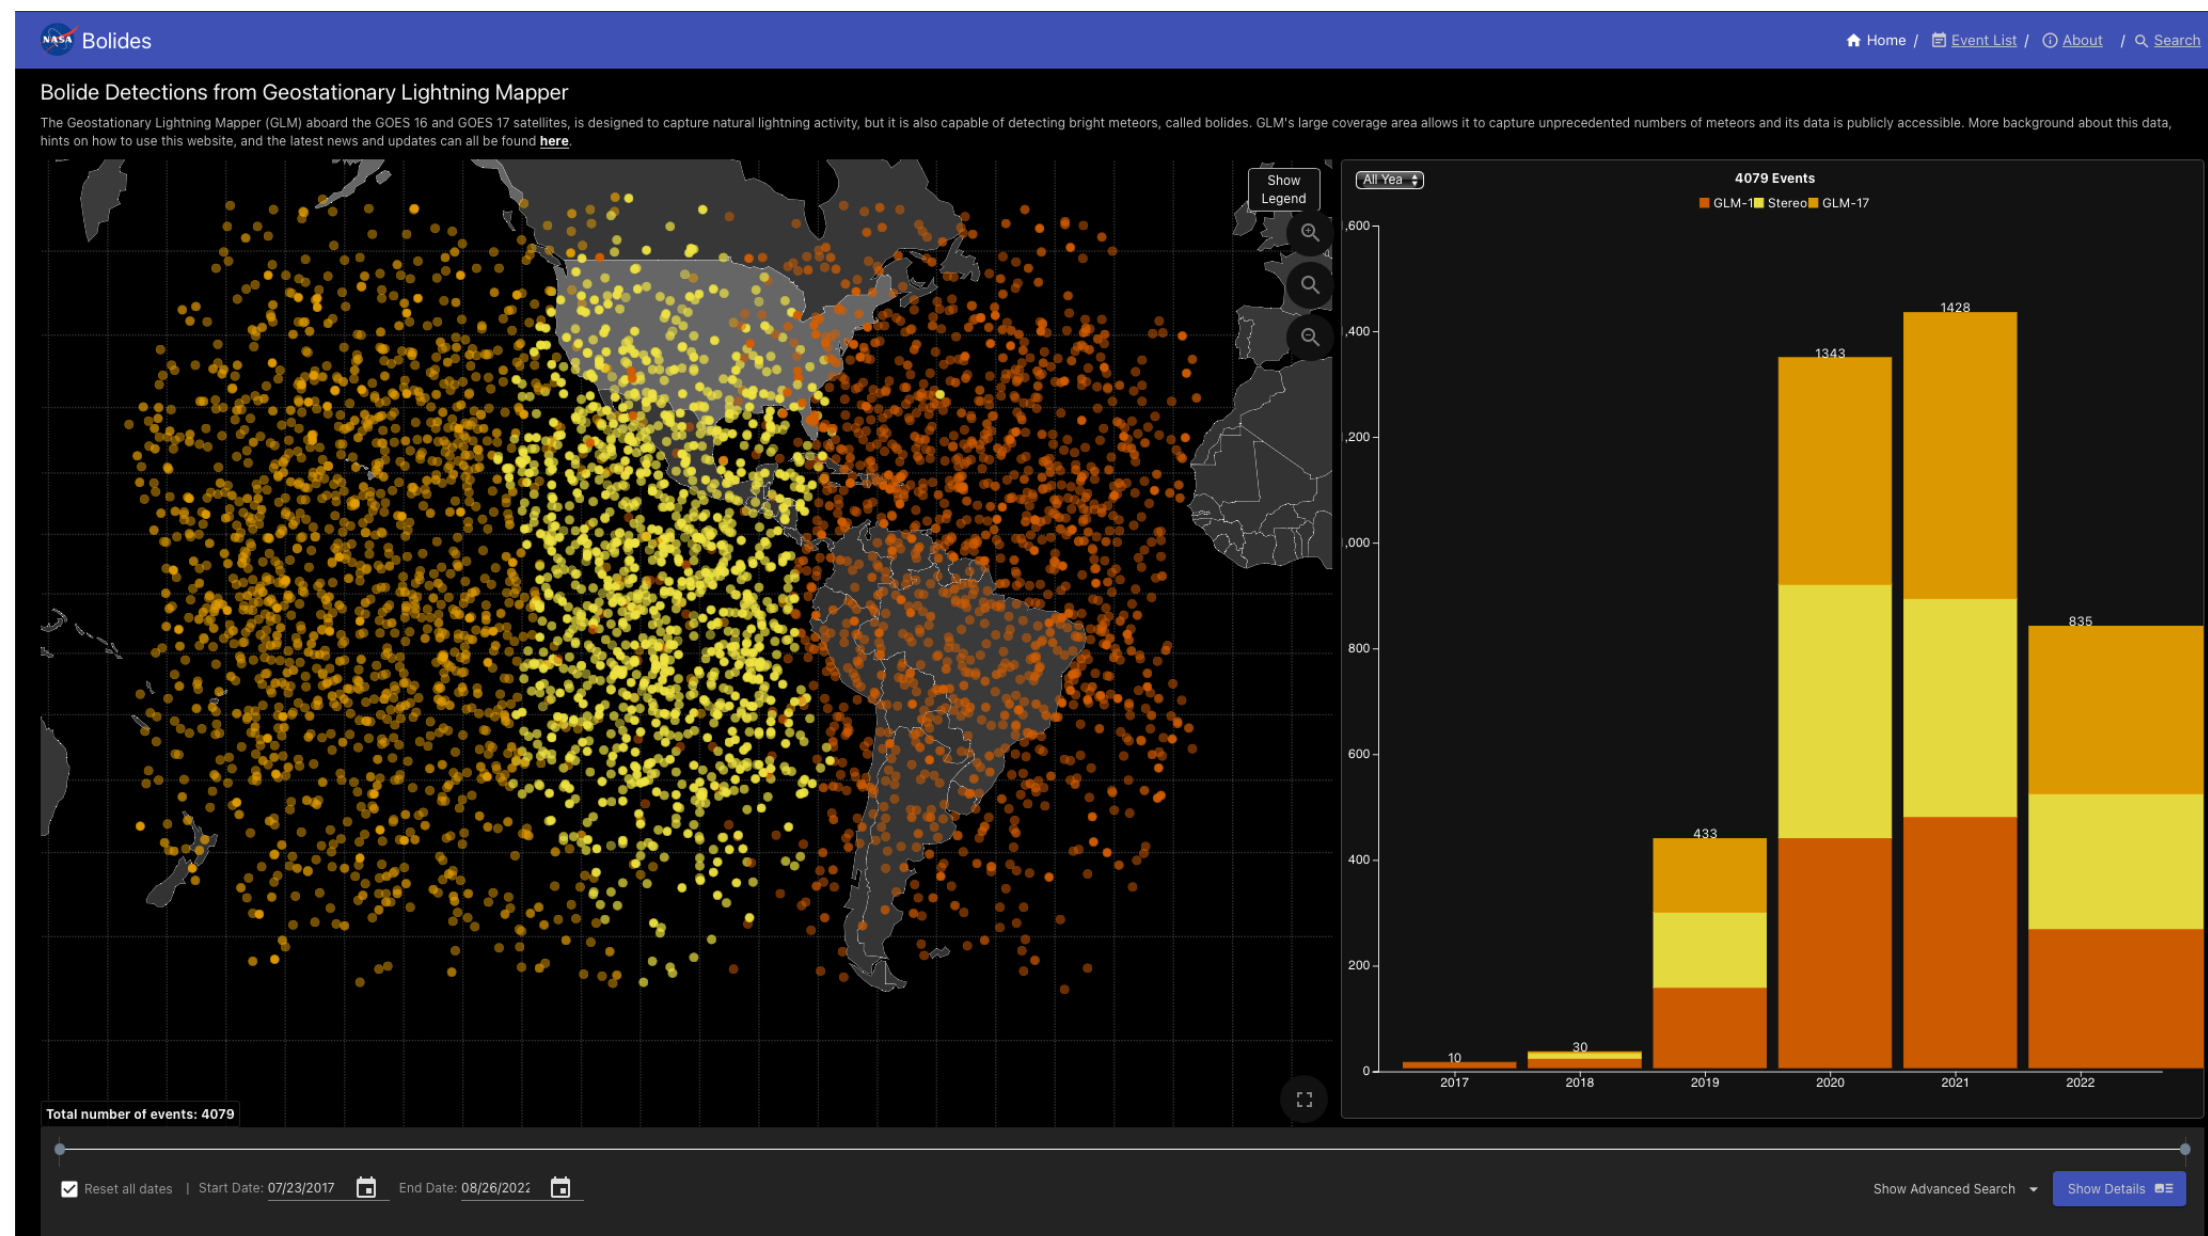 NASA Bolides
Home / Event List / About / Search
Bolide Detections from Geostationary Lightning Mapper
The Geostationary Lightning Mapper (GLM) aboard the GOES 16 and GOES 17 satellites, is designed to capture natural lightning activity, but it is also capable of detecting bright meteors, called bolides. GLM's large coverage area allows it to capture unprecedented numbers of meteors and its data is publicly accessible. More background about this data,
hints on how to use this website, and the latest news and updates can all be found here.
Show
Legend
All Yea
4079 Events
GLM-1 Stereo GLM-17
,600
1428
,400
1343
,200
,000
835
800
600
433
400
200
30
10
0
2017 2018 2019 2020 2021 2022
Total number of events: 4079
Reset all dates | Start Date: 07/23/2017 End Date: 08/26/2022
Show Advanced Search
Show Details